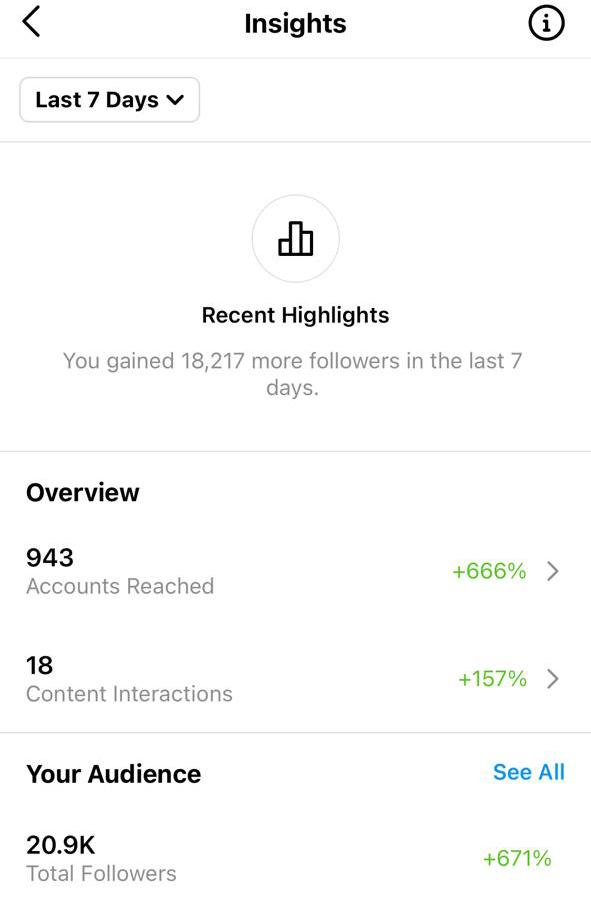 Insights
Last 7 Days
Recent Highlights
You gained 18,217 more followers in the last 7
days.
Overview
943
Accounts Reached
+666%
18
Content Interactions
+157%
Your Audience
See All
20.9K
Total Followers
+671%